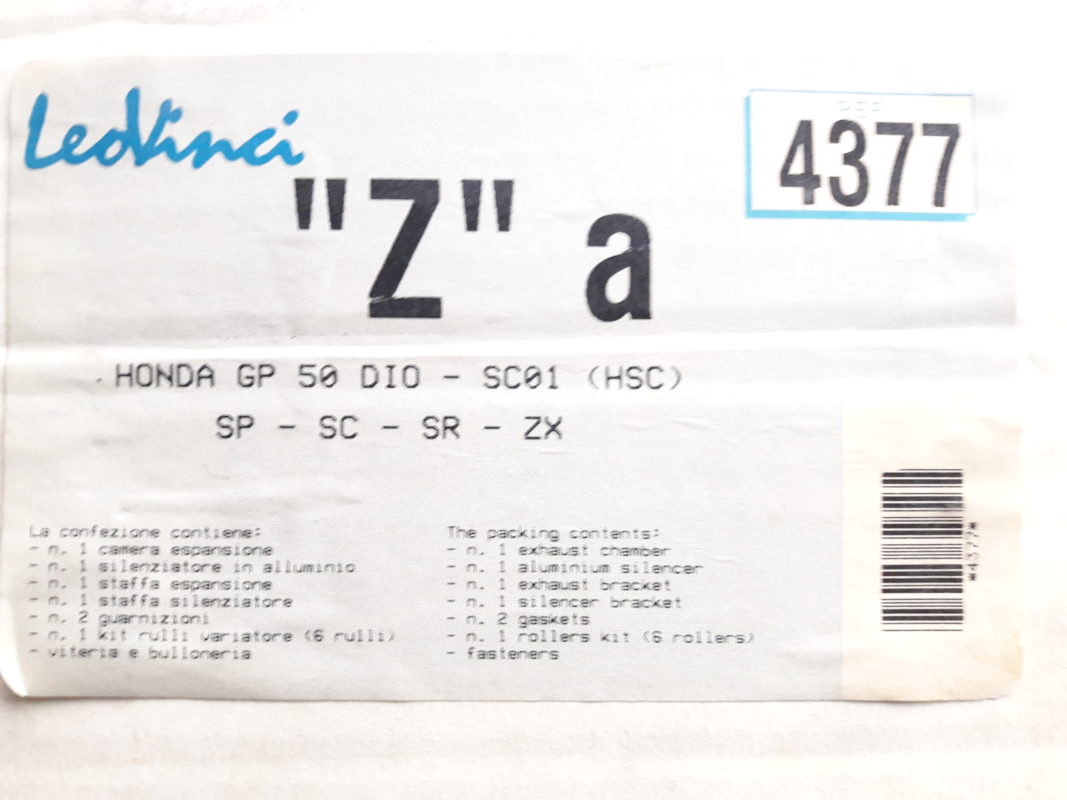 LeoVinci
REF
4377
"Z" a
HONDA GP 50 DIO - SC01 (HSC)
SP - SC - SR - ZX
La confezione contiene:
- n. 1 camera espansione
- n. 1 silenziatore in alluminio
- n. 1 staffa espansione
- n. 1 staffa silenziatore
- n. 2 guarnizioni
- n. 1 kit rulli variatore (6 rulli)
- viteria e bulloneria
The packing contents:
- n. 1 exhaust chamber
- n. 1 aluminium silencer
- n. 1 exhaust bracket
- n. 1 silencer bracket
- n. 2 gaskets
- n. 1 rollers kit (6 rollers)
- fasteners
*4377*